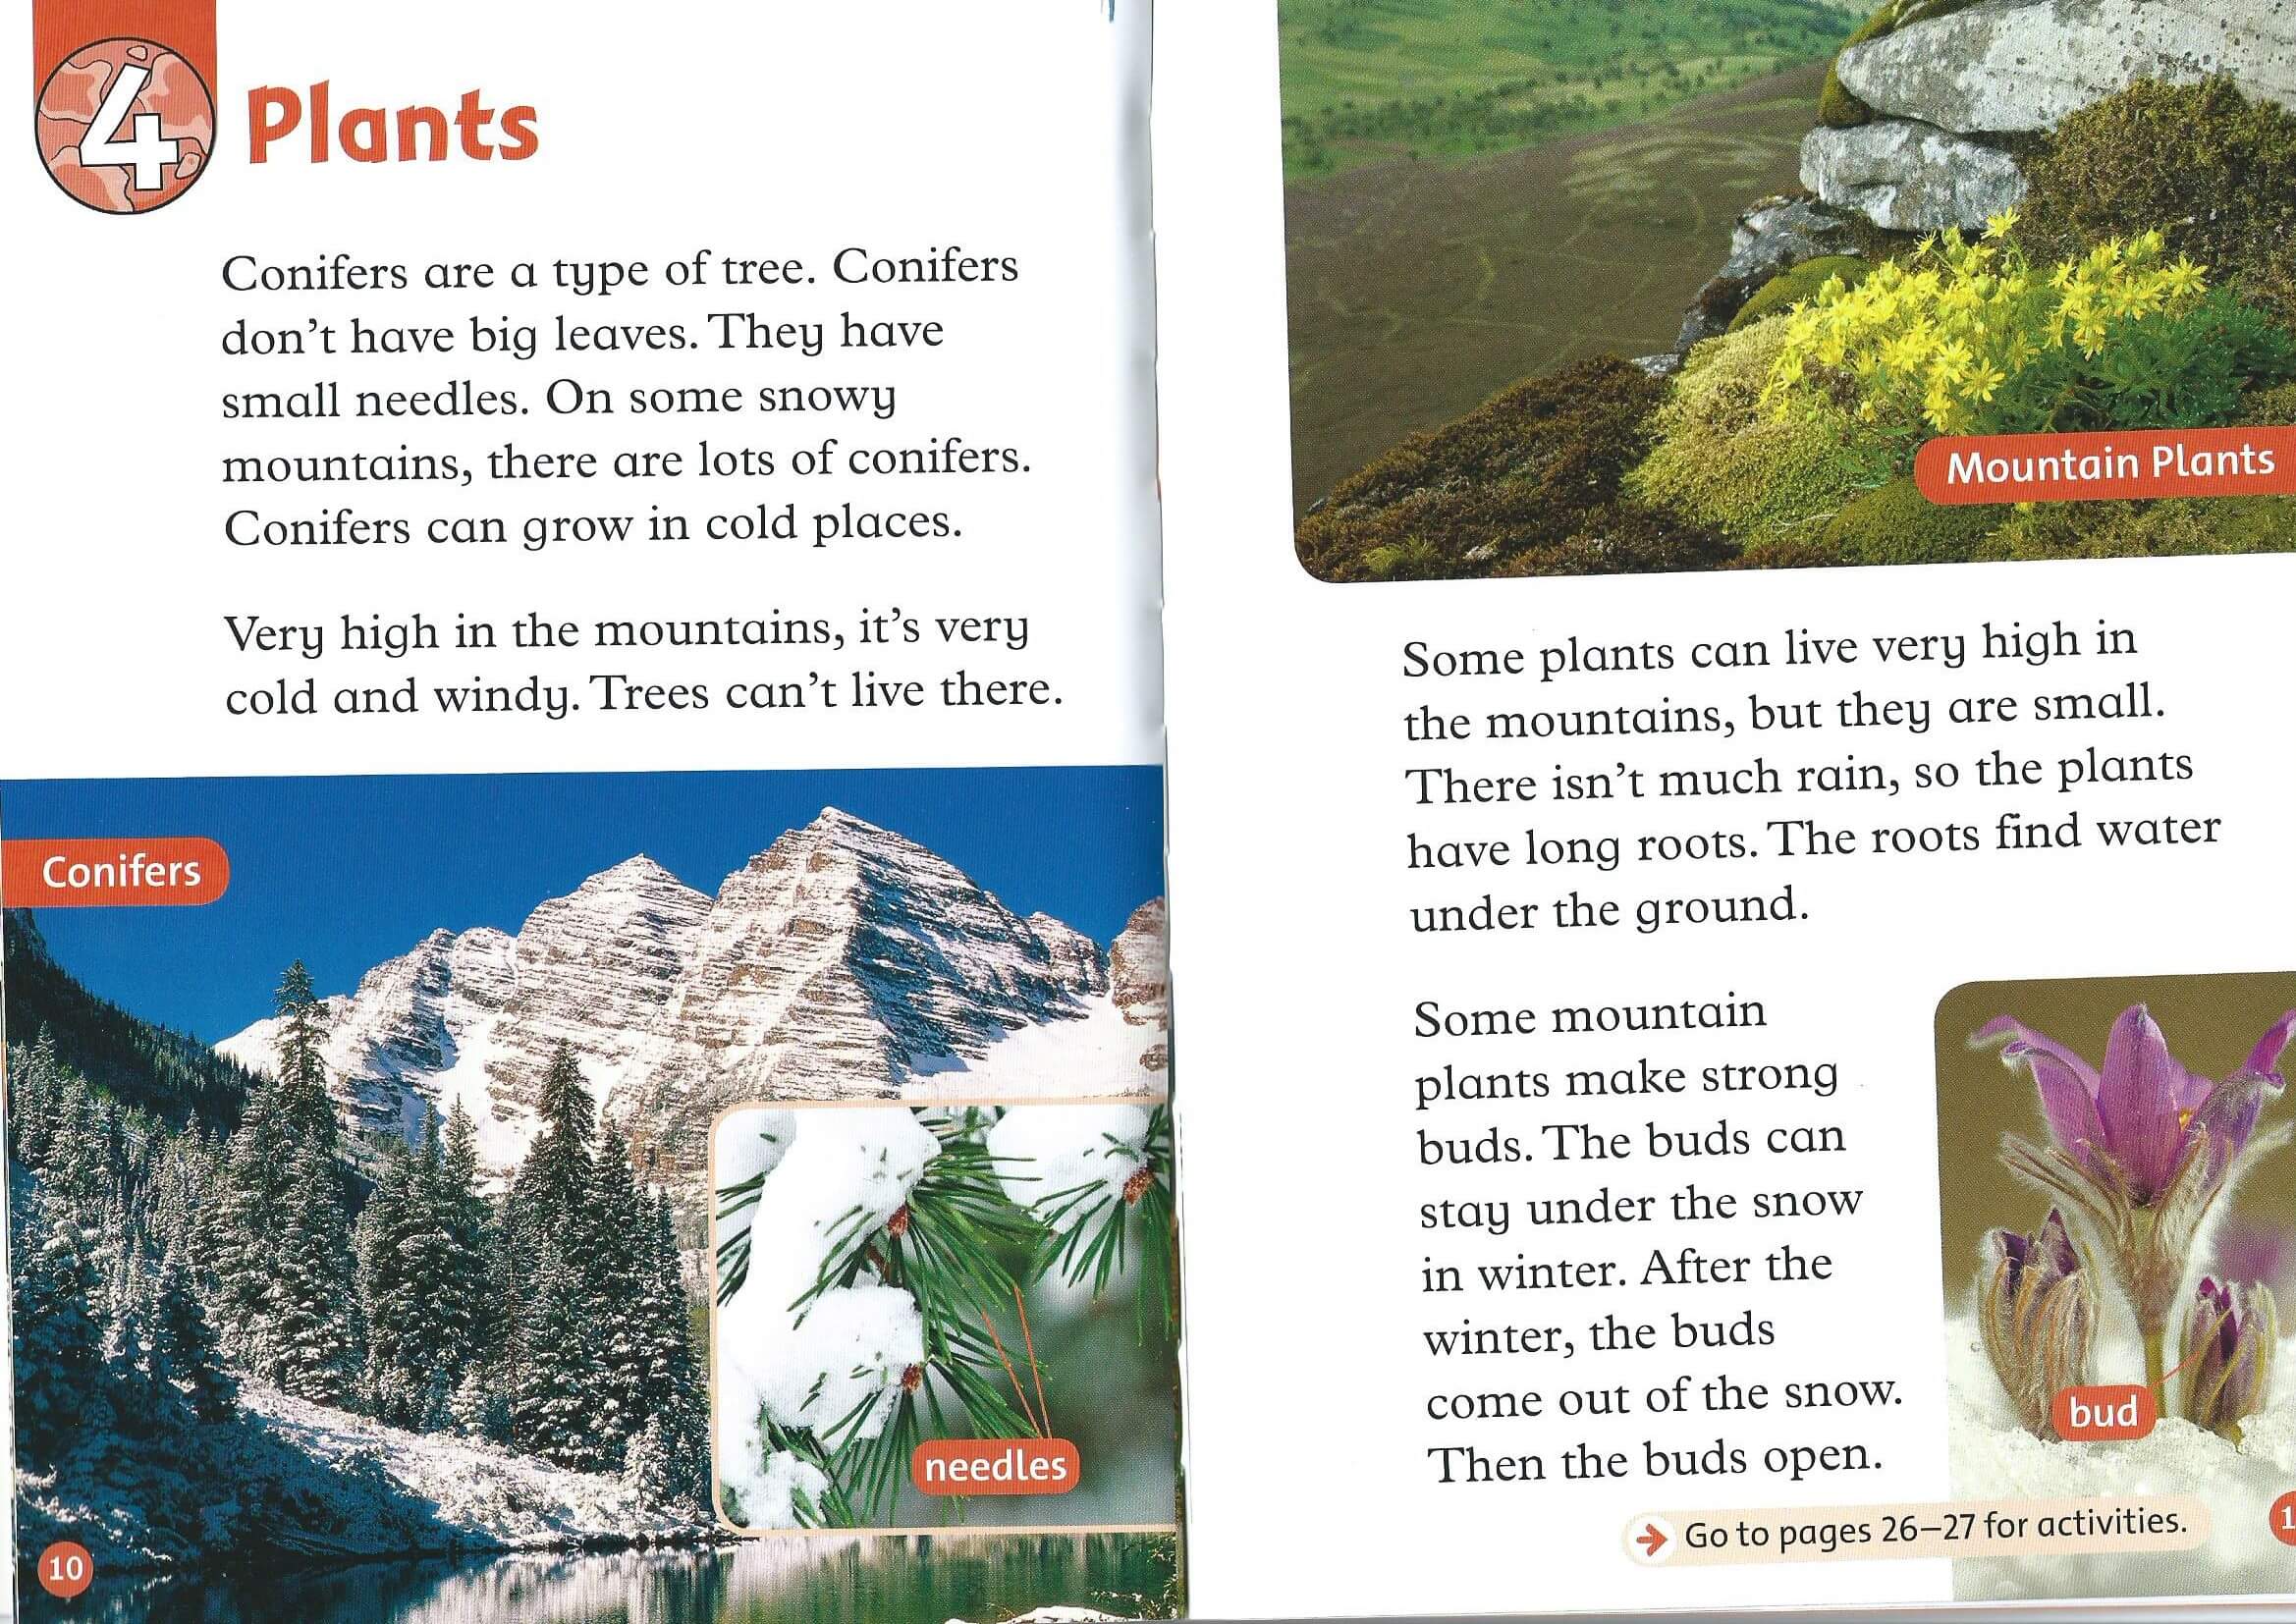 4 Plants
Conifers are a type of tree. Conifers
don't have big leaves. They have
small needles. On some snowy
mountains, there are lots of conifers.
Conifers can grow in cold places.
Very high in the mountains, it's very
cold and windy. Trees can't live there.
Conifers
needles
10
Mountain Plants
Some plants can live very high in
the mountains, but they are small.
There isn't much rain, so the plants
have long roots. The roots find water
under the ground.
Some mountain
plants make strong
buds. The buds can
stay under the snow
in winter. After the
winter, the buds
come out of the snow.
Then the buds open.
bud
Go to pages 26–27 for activities.